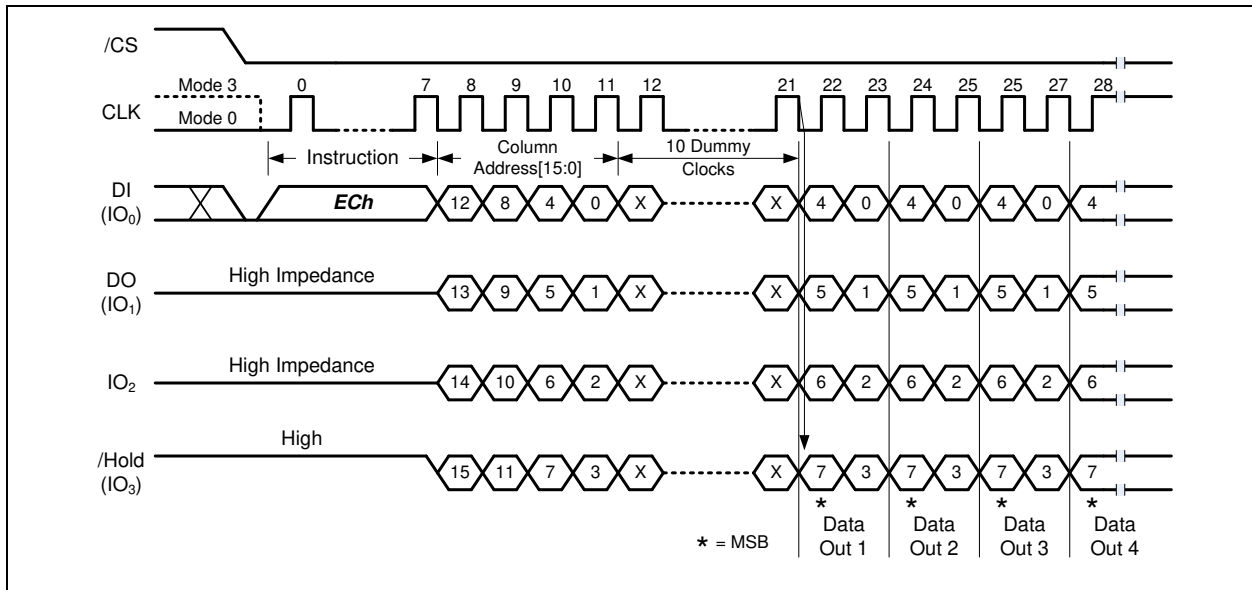 /CS
Mode 3 0 7 8 9 10 11 12 21 22 23 24 25 25 27 28
CLK
Mode 0
Instruction Column 10 Dummy
Address[15:0] Clocks
DI
(IO0) ECh 12 8 4 0 X X 4 0 4 0 4 0 4
DO High Impedance
(IO1) 13 9 5 1 X X 5 1 5 1 5 1 5
High Impedance
IO2 14 10 6 2 X X 6 2 6 2 6 2 6
High
/Hold
(IO3) 15 11 7 3 X X 7 3 7 3 7 3 7
* * * *
* = MSB Data Data Data Data
Out 1 Out 2 Out 3 Out 4